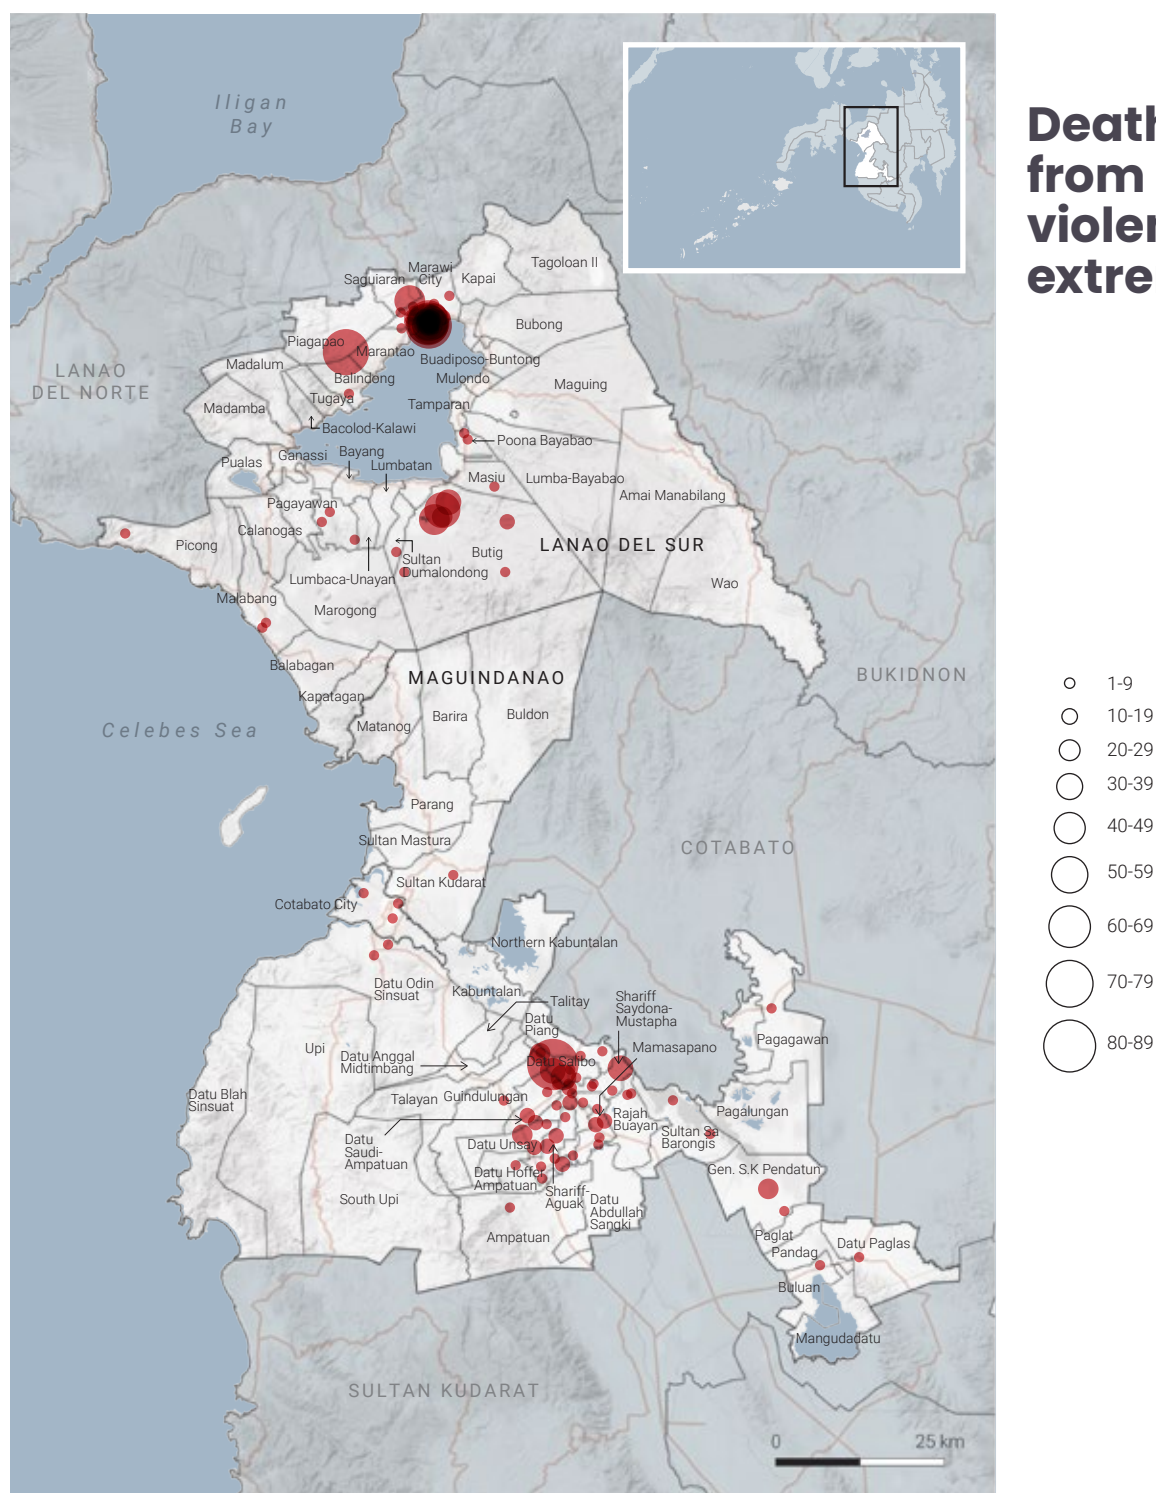 Iligan
Bay
Death
from
violen
extre
Tagoloan II
Marawi
City
Kapai
Saguiaran
Bubong
Piagapao
Marantao
Buadiposo-Buntong
LANAO
DEL NORTE
Madalum
Balindong
Mulondo
Maguing
Tugaya
Madamba
Tamparan
Bacolod-Kalawi
Poona Bayabao
Ganassi
Bayang
Lumbatan
Pualas
Masiu
Lumba-Bayabao
Amai Manabilang
Pagayawan
Calanogas
Picong
LANAO DEL SUR
Butig
Sultan
Dumalondong
Lumbaca-Unayan
Wao
Malabang
Marogong
Balabagan
MAGUINDANAO
BUKIDNON
Kapatagan
1-9
10-19
20-29
30-39
40-49
50-59
60-69
70-79
80-89
Celebes Sea
Matanog
Barira
Buldon
Parang
Sultan Mastura
COTABATO
Sultan Kudarat
Cotabato City
Northern Kabuntalan
Datu Odin
Sinsuat
Kabuntalan
Talitay
Shariff
Saydona-
Mustapha
Datu
Piang
Pagagawan
Upi
Datu Anggal
Midtimbang
Datu Salibo
Mamasapano
Datu Blah
Sinsuat
Talayan
Guindulungan
Rajah
Buayan
Pagalungan
Datu
Saudi-
Ampatuan
Datu Unsay
Sultan Sa
Barongis
Datu Hoffer
Ampatuan
Gen. S.K Pendatun
South Upi
Shariff-
Aguak
Datu
Abdullah
Sangki
Ampatuan
Paglat
Pandag
Datu Paglas
Buluan
Mangudadatu
SULTAN KUDARAT
0
25 km